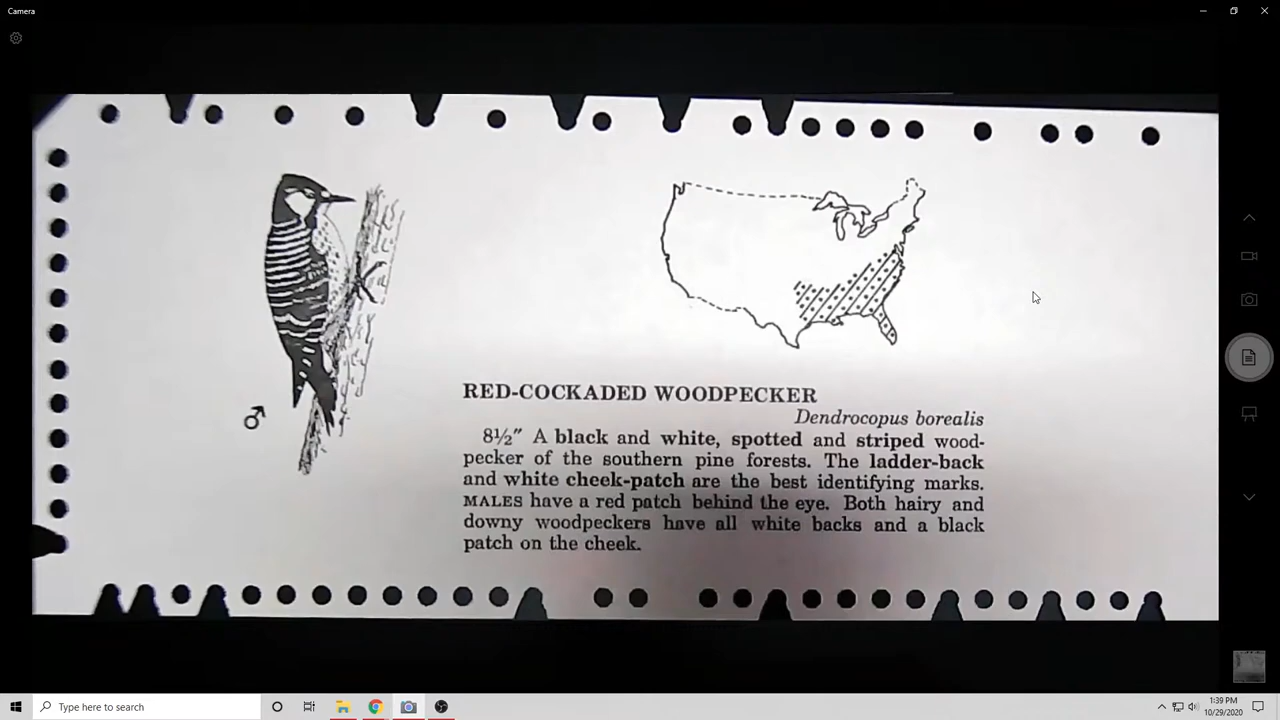 Camera
RED-COCKADED WOODPECKER
Dendrocopus borealis
8½″ A black and white, spotted and striped wood-
pecker of the southern pine forests. The ladder-back
and white cheek-patch are the best identifying marks.
MALES have a red patch behind the eye. Both hairy and
downy woodpeckers have all white backs and a black
patch on the cheek.
♂
Type here to search
1:39 PM
10/29/2020